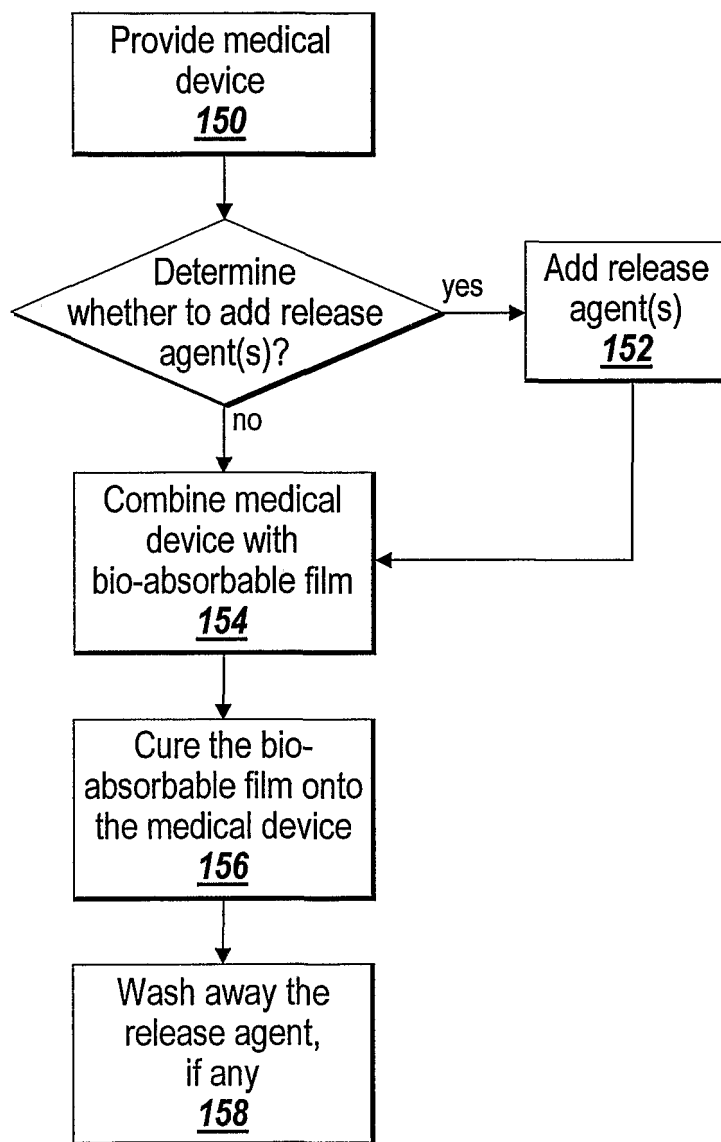 Provide medical
device
150
Determine
whether to add release
agent(s)?
yes
Add release
agent(s)
152
no
Combine medical
device with
bio-absorbable film
154
Cure the bio-
absorbable film onto
the medical device
156
Wash away the
release agent,
if any
158